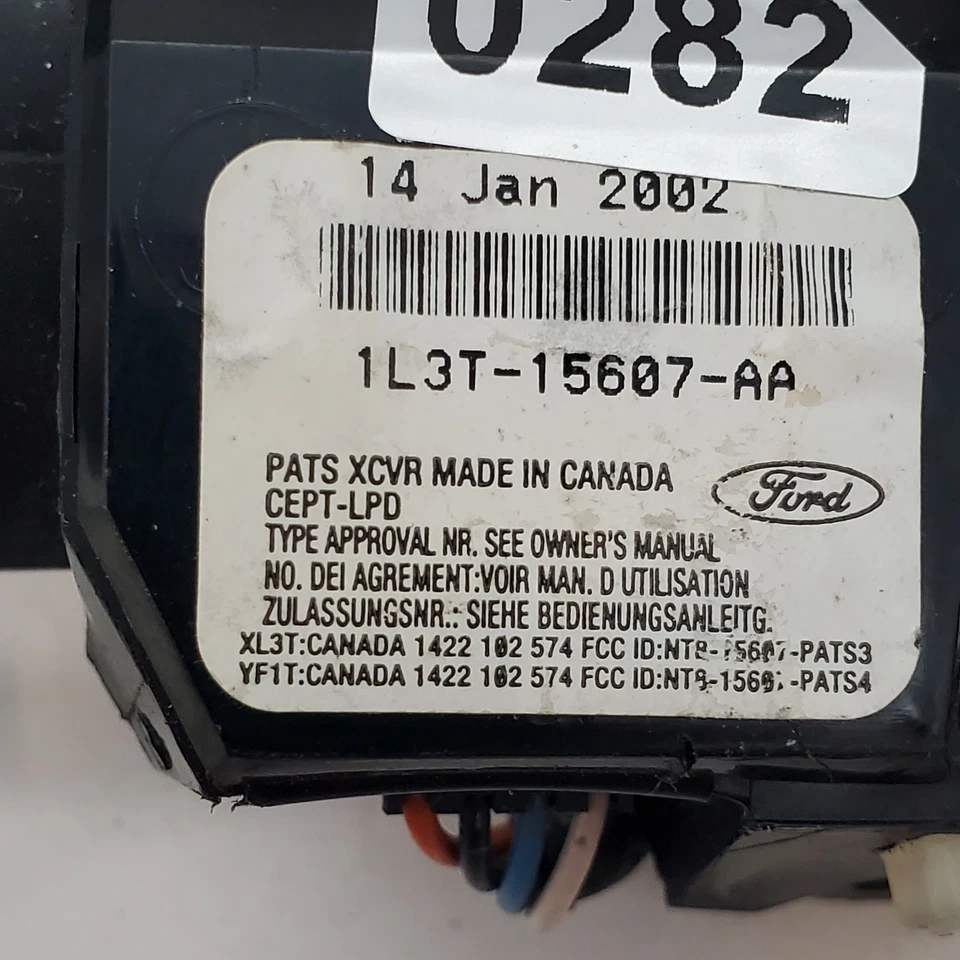 0282
14 Jan 2002
1L3T-15607-AA
PATS XCVR MADE IN CANADA
Ford
CEPT-LPD
TYPE APPROVAL NR. SEE OWNER'S MANUAL
NO. DEI AGREMENT:VOIR MAN. D UTILISATION
ZULASSUNGSNR.: SIEHE BEDIENUNGSANLEITG.
XL3T:CANADA 1422 102 574 FCC ID:NT8-15607-PATS3
YF1T:CANADA 1422 102 574 FCC ID:NT8-15607-PATS4